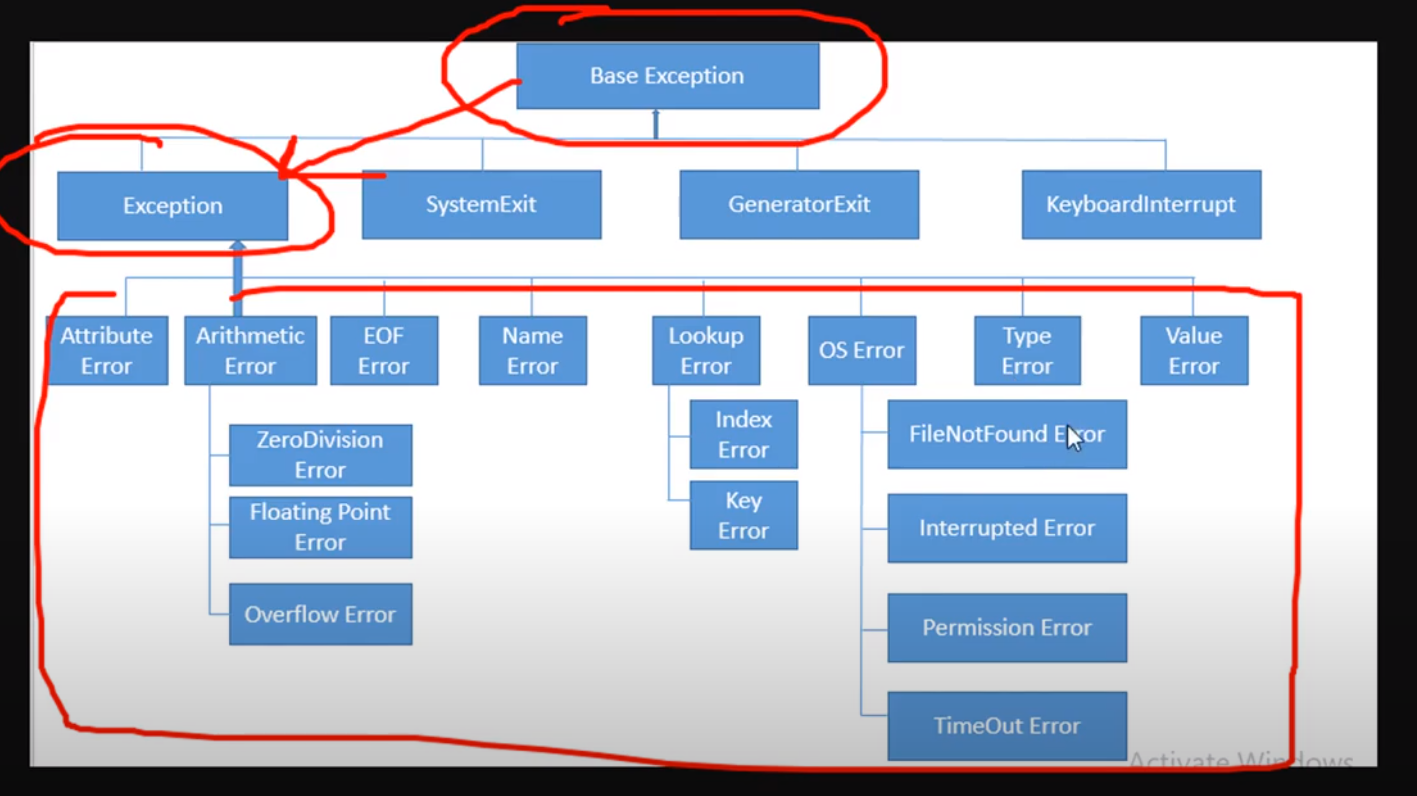 Base Exception
Exception
SystemExit
GeneratorExit
KeyboardInterrupt
Attribute
Error
Arithmetic
Error
EOF
Error
Name
Error
Lookup
Error
OS Error
Type
Error
Value
Error
ZeroDivision
Error
Floating Point
Error
Overflow Error
Index
Error
Key
Error
FileNotFound Error
Interrupted Error
Permission Error
TimeOut Error
Activate Windows